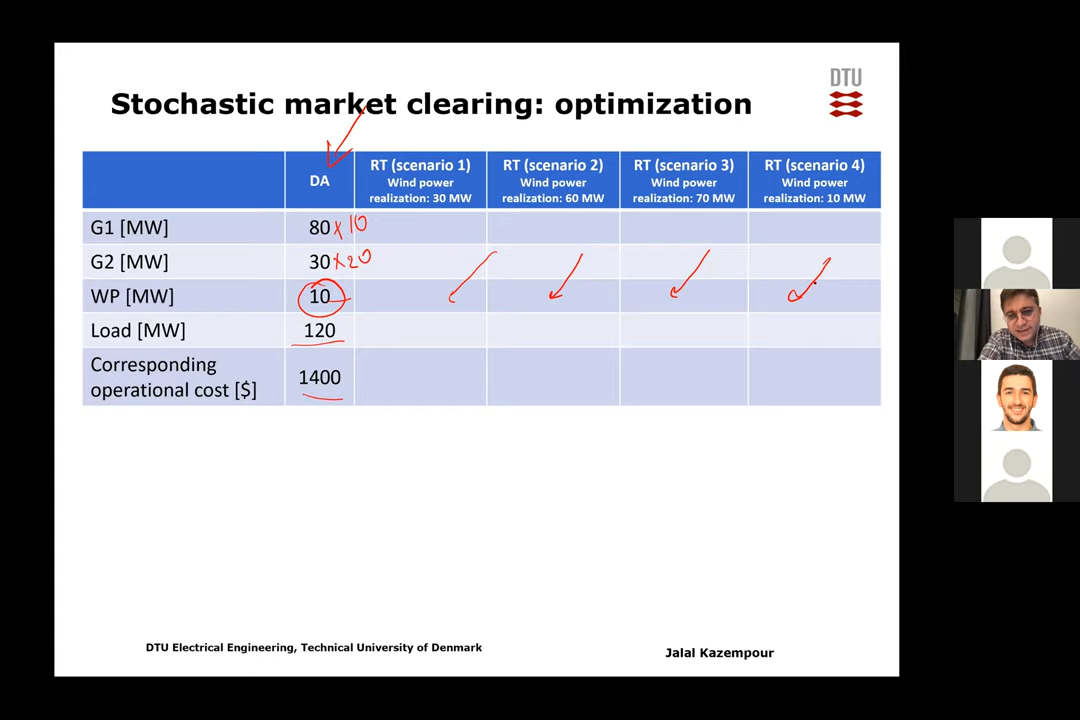 DTU
Stochastic market clearing: optimization
DA
RT (scenario 1)
Wind power
realization: 30 MW
RT (scenario 2)
Wind power
realization: 60 MW
RT (scenario 3)
Wind power
realization: 70 MW
RT (scenario 4)
Wind power
realization: 10 MW
G1 [MW] 80 x 10
G2 [MW] 30 x 20
WP [MW] 10
Load [MW] 120
Corresponding
operational cost [$] 1400
DTU Electrical Engineering, Technical University of Denmark
Jalal Kazempour